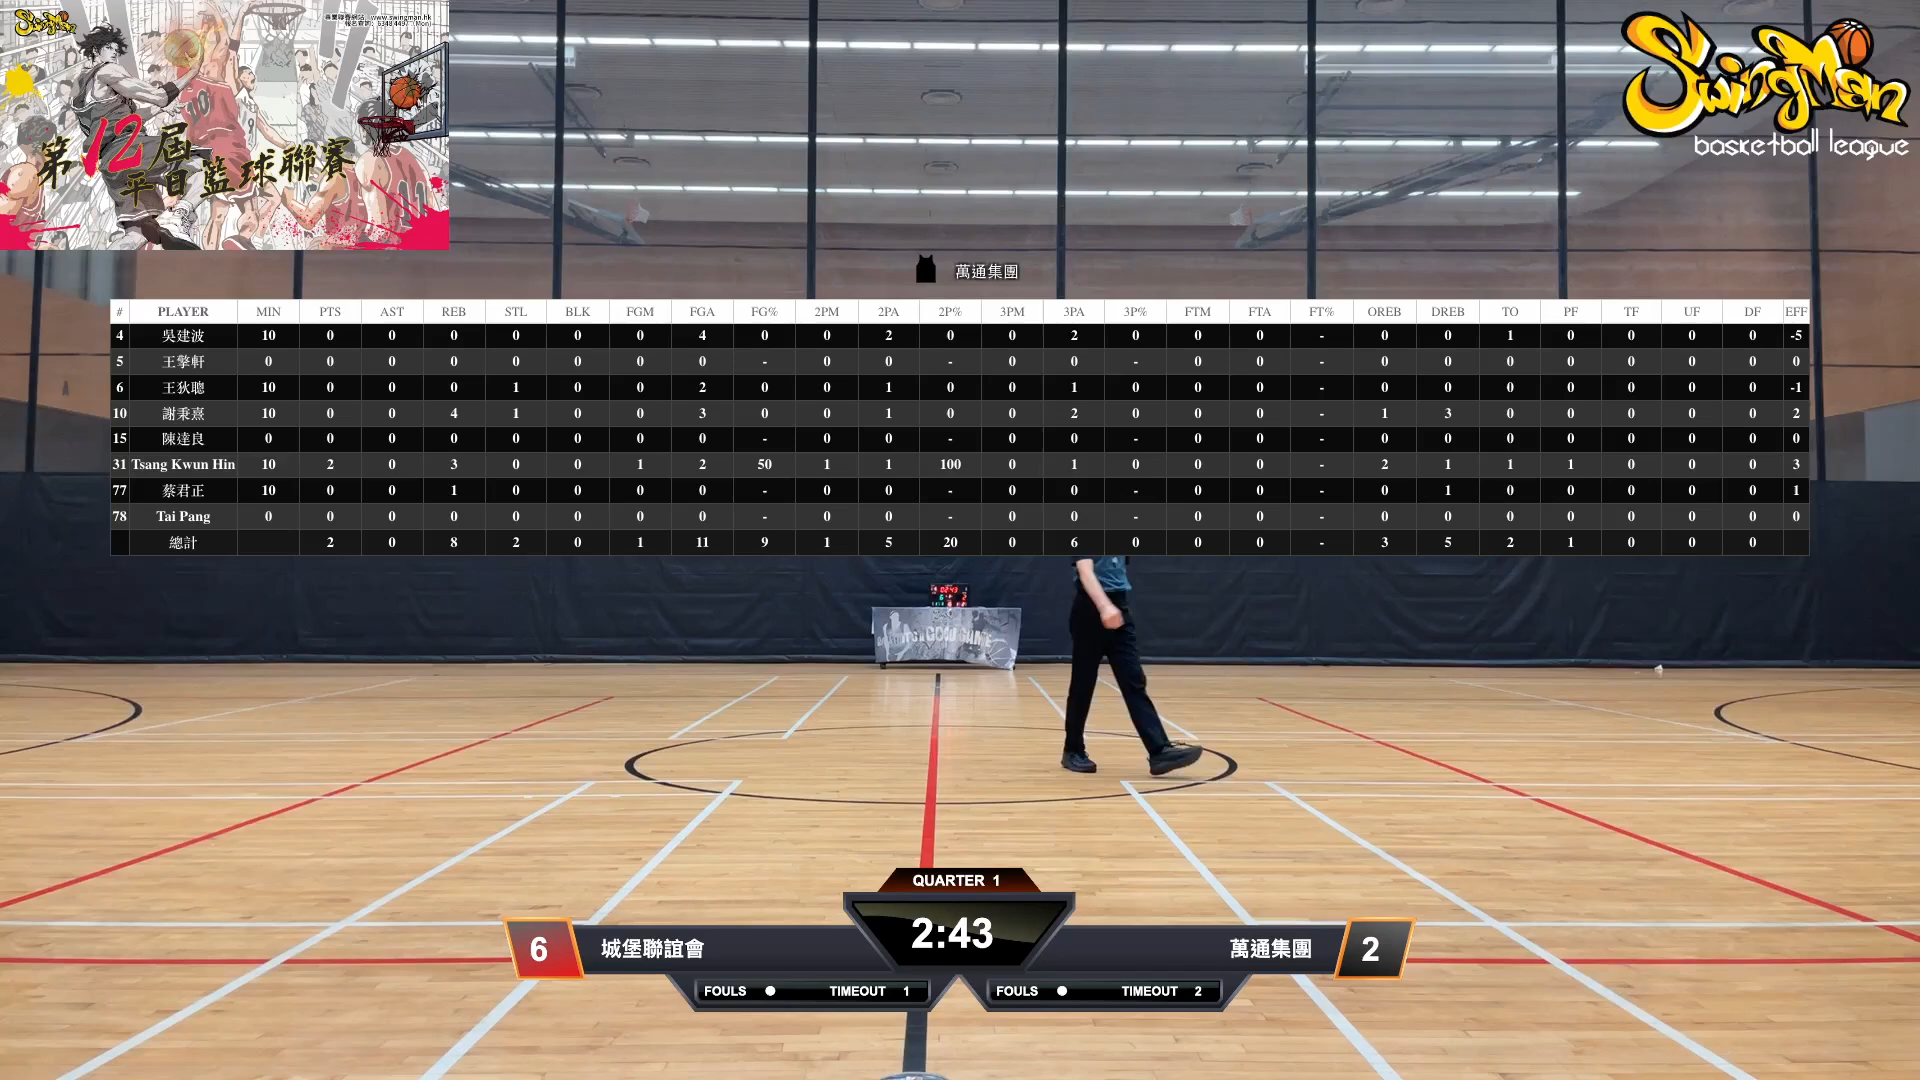 SwingMan
專業聯賽網站：www.swingman.hk
第12屆
平日籃球聯賽
SwingMan
basketball league
萬通集團
# PLAYER MIN PTS AST REB STL BLK FGM FGA FG% 2PM 2PA 2P% 3PM 3PA 3P% FTM FTA FT% OREB DREB TO PF TF UF DF EFF
4 吳建波 10 0 0 0 0 0 0 4 0 0 2 0 0 2 0 0 0 - 0 0 1 0 0 0 0 -5
5 王擎軒 0 0 0 0 0 0 0 0 - 0 0 - 0 0 - 0 0 - 0 0 0 0 0 0 0 0
6 王狄聰 10 0 0 0 1 0 0 2 0 0 1 0 0 1 0 0 0 - 0 0 0 0 0 0 0 -1
10 謝秉熹 10 0 0 4 1 0 0 3 0 0 1 0 0 2 0 0 0 - 1 3 0 0 0 0 0 2
15 陳達良 0 0 0 0 0 0 0 0 - 0 0 - 0 0 - 0 0 - 0 0 0 0 0 0 0 0
31 Tsang Kwun Hin 10 2 0 3 0 0 1 2 50 1 1 100 0 1 0 0 0 - 2 1 1 1 0 0 0 3
77 蔡君正 10 0 0 1 0 0 0 0 - 0 0 - 0 0 - 0 0 - 0 1 0 0 0 0 0 1
78 Tai Pang 0 0 0 0 0 0 0 0 - 0 0 - 0 0 - 0 0 - 0 0 0 0 0 0 0 0
總計 2 0 8 2 0 1 11 9 1 5 20 0 6 0 0 0 - 3 5 2 1 0 0 0
QUARTER 1
2:43
6 城堡聯誼會
萬通集團 2
FOULS TIMEOUT 1
FOULS TIMEOUT 2